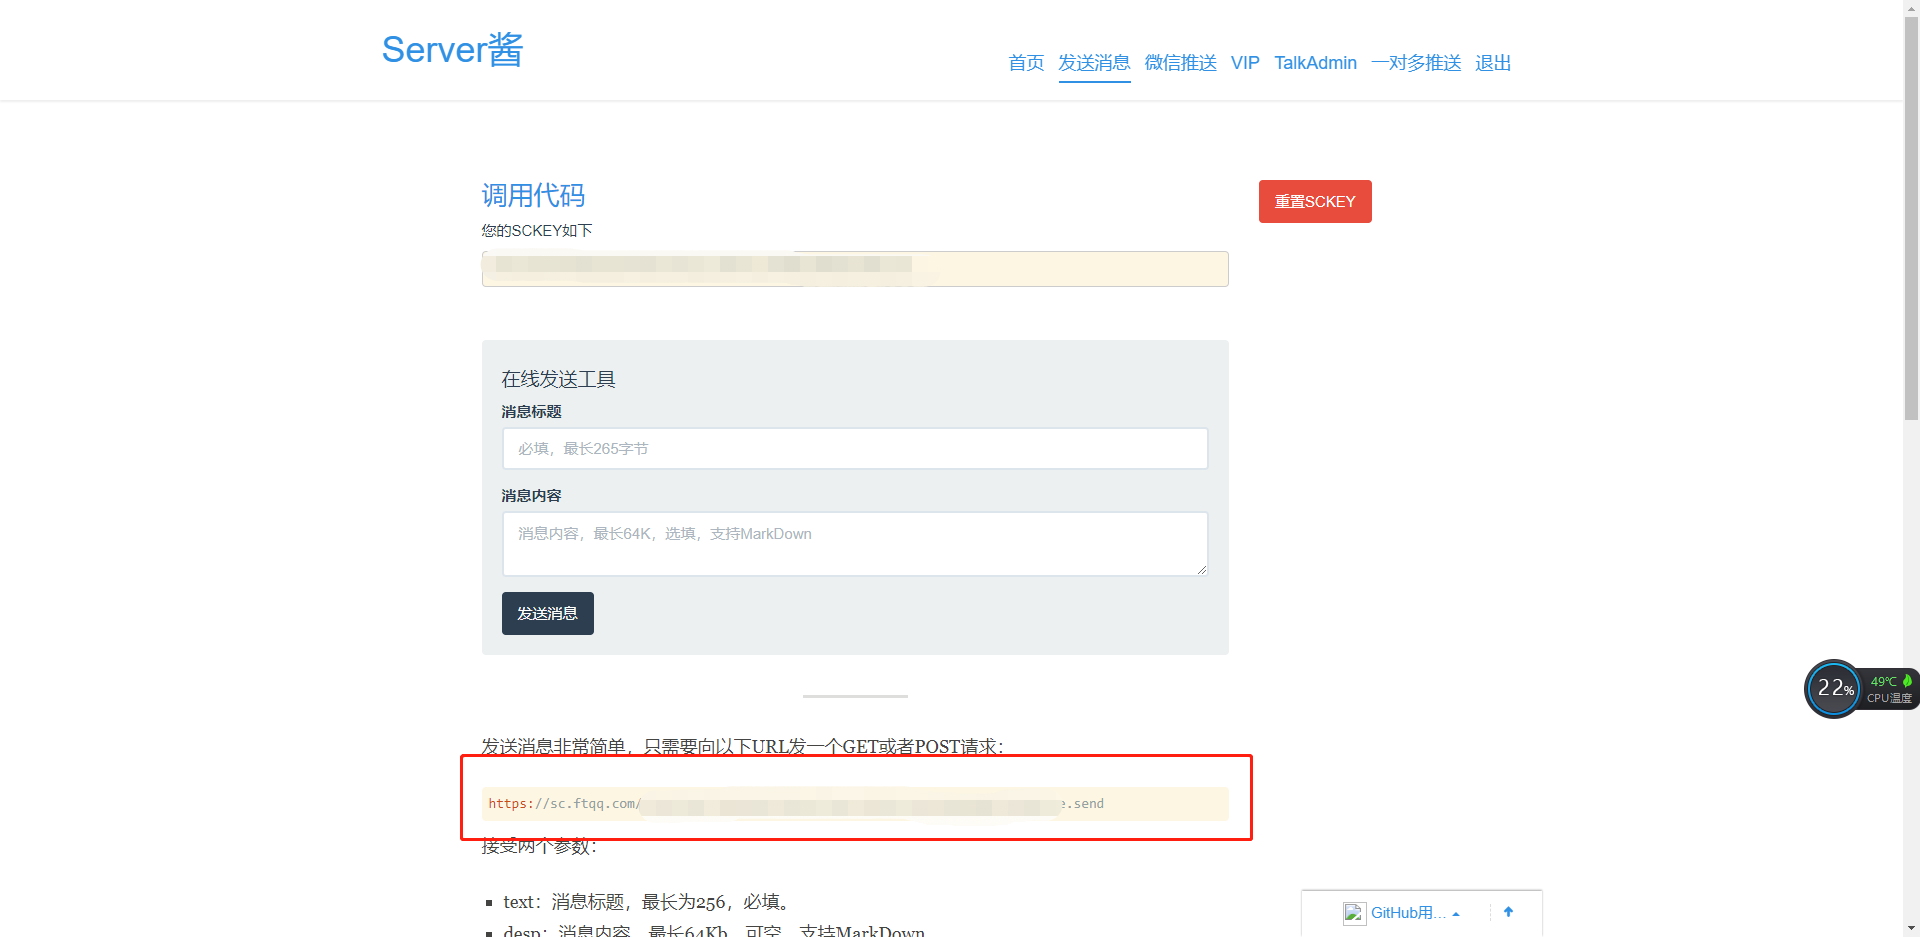 Server酱
首页 发送消息 微信推送 VIP TalkAdmin 一对多推送 退出
调用代码
重置SCKEY
您的SCKEY如下
在线发送工具
消息标题
必填，最长265字节
消息内容
消息内容，最长64K，选填，支持MarkDown
发送消息
22%
49℃
CPU温度
发送消息非常简单，只需要向以下URL发一个GET或者POST请求：
https://sc.ftqq.com/ e.send
接受两个参数：
text：消息标题，最长为256，必填。
desp：消息内容，最长64Kb，可空，支持MarkDown
GitHub用...